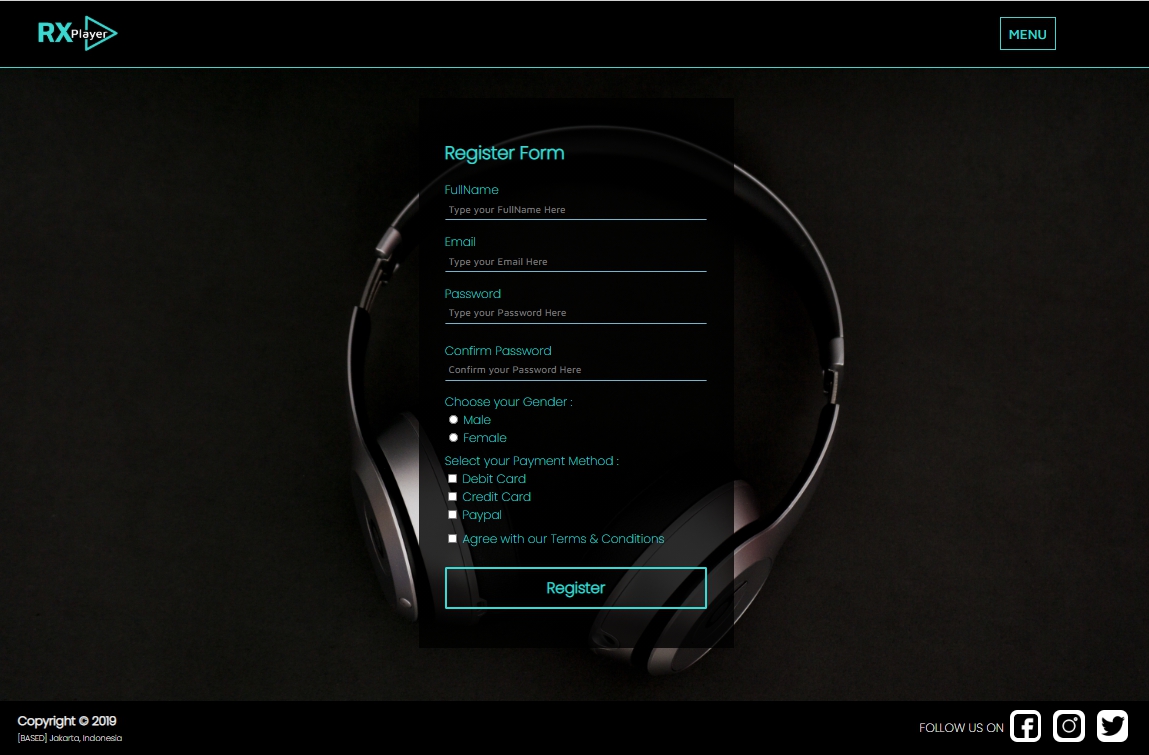 RX Player
MENU
Register Form
FullName
Type your FullName Here
Email
Type your Email Here
Password
Type your Password Here
Confirm Password
Confirm your Password Here
Choose your Gender :
Male
Female
Select your Payment Method :
Debit Card
Credit Card
Paypal
Agree with our Terms & Conditions
Register
Copyright © 2019
[BASED] Jakarta, Indonesia
FOLLOW US ON